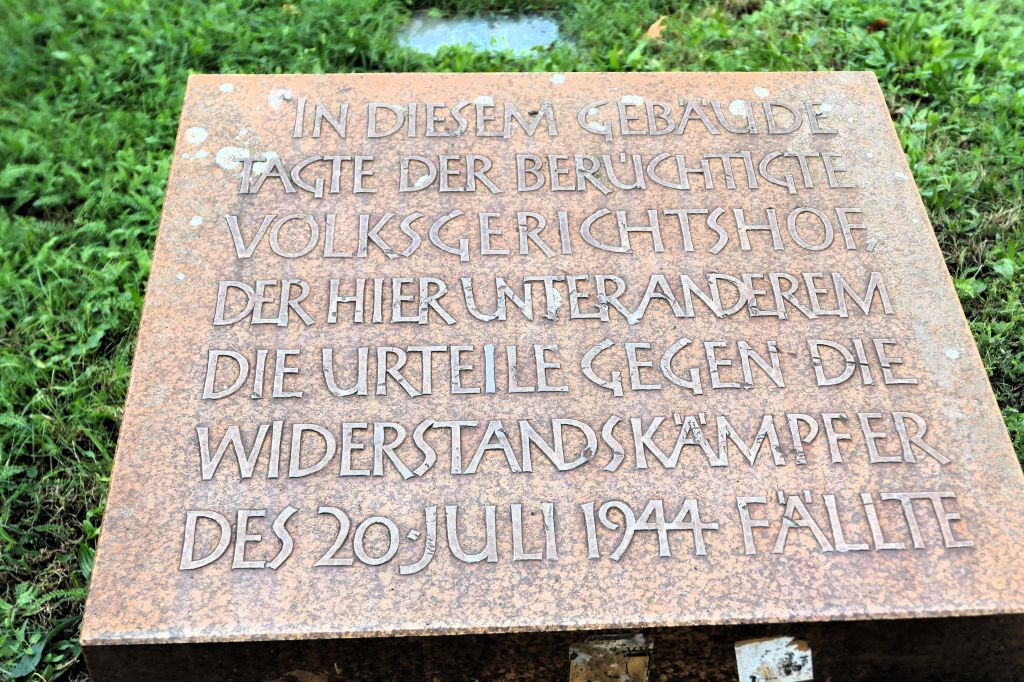 IN DIESEM GEBÄUDE
TAGTE DER BERÜCHTIGTE
VOLKSGERICHTSHOF,
DER HIER UNTER ANDEREM
DIE URTEILE GEGEN DIE
WIDERSTANDSKÄMPFER
DES 20·JULI 1944 FÄLLTE